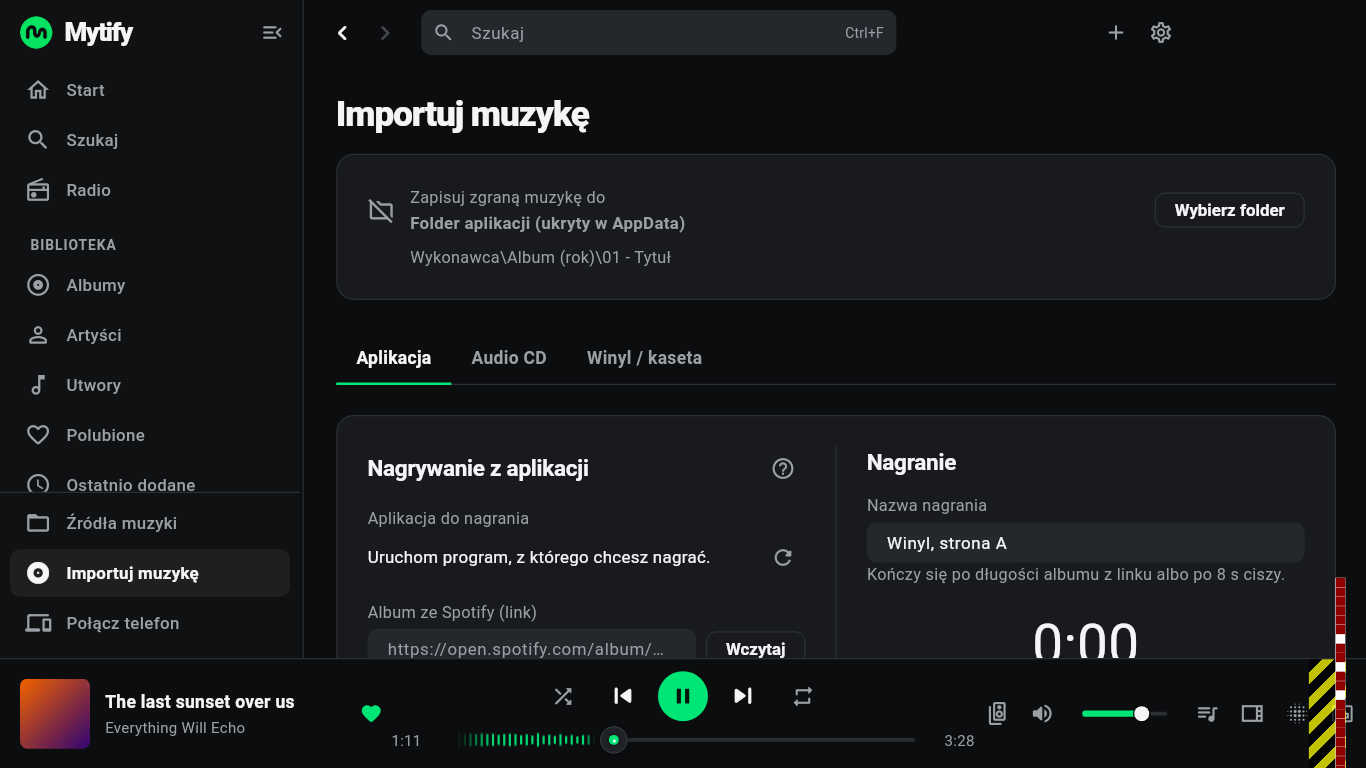 Mytify
Start
Szukaj
Radio
BIBLIOTEKA
Albumy
Artyści
Utwory
Polubione
Ostatnio dodane
Źródła muzyki
Importuj muzykę
Połącz telefon
Szukaj
Ctrl+F
Importuj muzykę
Zapisuj zgraną muzykę do
Folder aplikacji (ukryty w AppData)
Wykonawca\Album (rok)\01 - Tytuł
Wybierz folder
Aplikacja
Audio CD
Winyl / kaseta
Nagrywanie z aplikacji
Aplikacja do nagrania
Uruchom program, z którego chcesz nagrać.
Album ze Spotify (link)
https://open.spotify.com/album/…
Wczytaj
Nagranie
Nazwa nagrania
Winyl, strona A
Kończy się po długości albumu z linku albo po 8 s ciszy.
0:00
The last sunset over us
Everything Will Echo
1:11
3:28